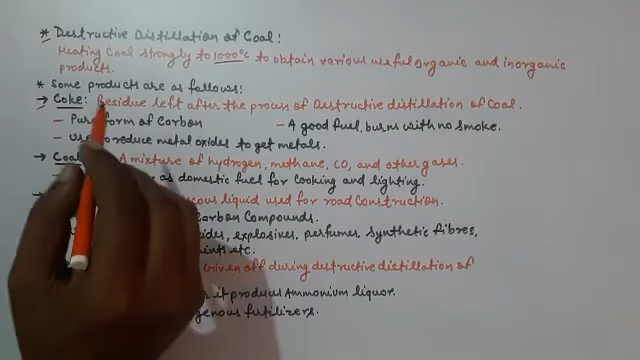 * Destructive Distillation of Coal:
Heating Coal strongly to 1000°c to obtain various useful organic and inorganic
products.
* Some products are as follows:
→ Coke: Residue left after the process of Destructive distillation of Coal.
- Pure form of Carbon - A good fuel, burns with no smoke.
- Used to reduce metal oxides to get metals.
→ Coal A mixture of hydrogen, methane, CO, and other gases.
as domestic fuel for Cooking and lighting.
liquid used for road Construction.
Carbon Compounds.
explosives, perfumes, synthetic fibres,
etc.
driven off during destructive distillation of
it produces Ammonium liquor.